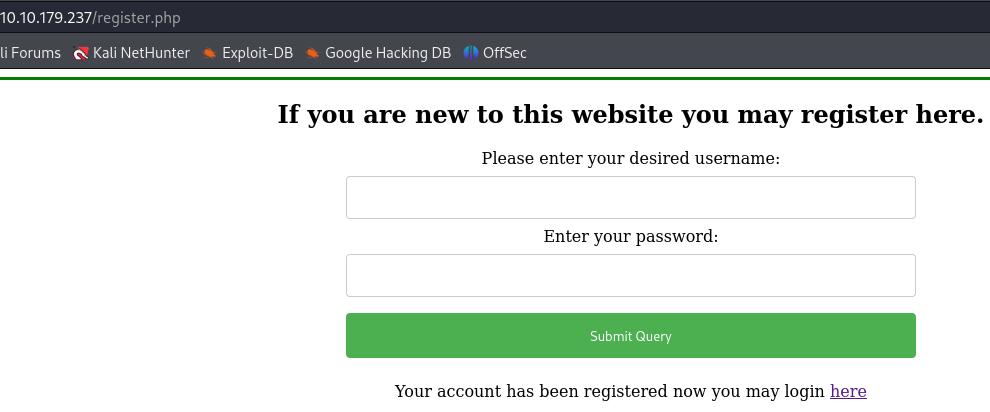 10.10.179.237/register.php
li Forums Kali NetHunter Exploit-DB Google Hacking DB OffSec
If you are new to this website you may register here.
Please enter your desired username:
Enter your password:
Submit Query
Your account has been registered now you may login here